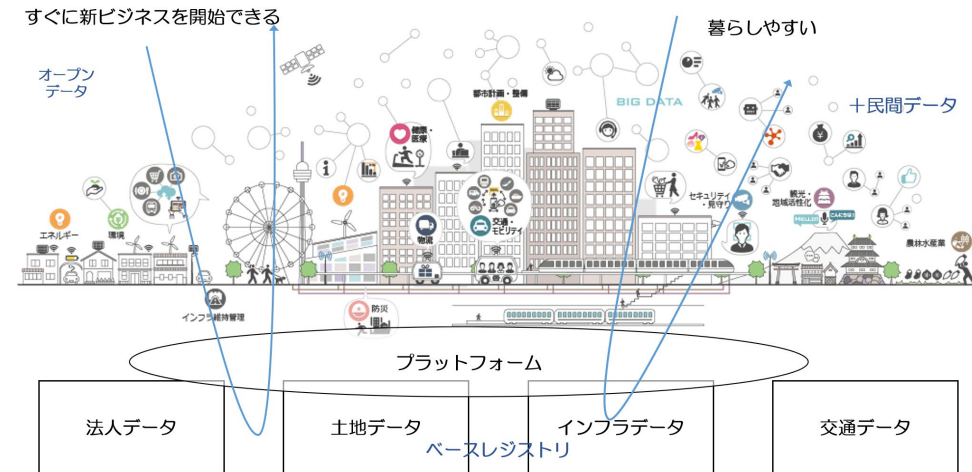 すぐに新ビジネスを開始できる
暮らしやすい
オープン
データ
都市計画・整備
BIG DATA
＋民間データ
健康・
医療
セキュリティ
・見守り
観光・
地域活性化
HELLO!
こんにちは!
エネルギー
環境
物流
交通・
モビリティ
農林水産業
インフラ維持管理
防災
プラットフォーム
法人データ
土地データ
インフラデータ
交通データ
ベースレジストリ